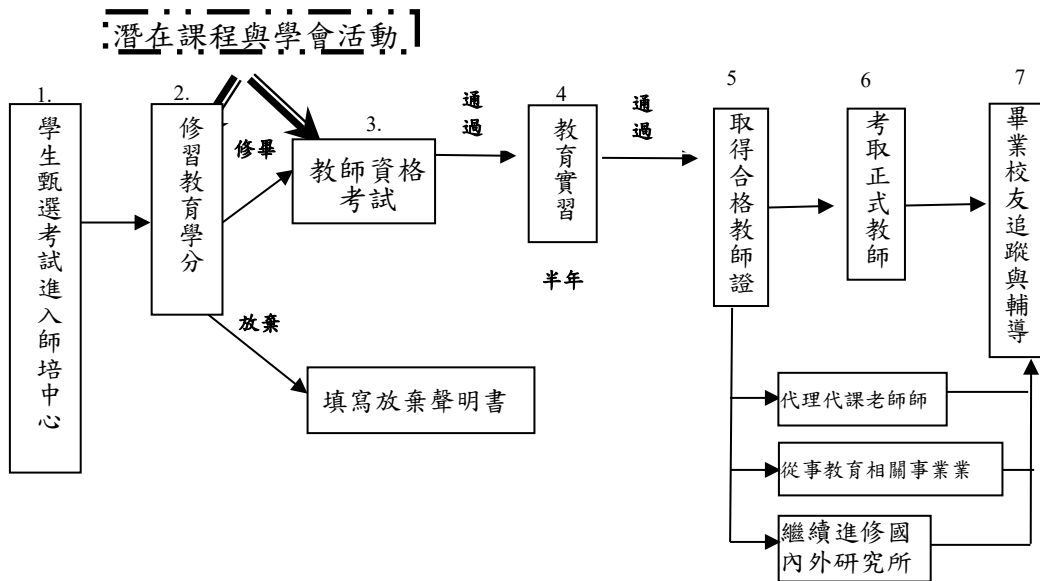 潛在課程與學會活動
1.
學生甄選考試進入師培中心
2.
修習教育學分
修畢
放棄
3.
教師資格
考試
填寫放棄聲明書
通過
4
教育實習
半年
通過
5
取得合格教師證
6
考取正式教師
7
畢業校友追蹤與輔導
代理代課老師師
從事教育相關事業業
繼續進修國
內外研究所